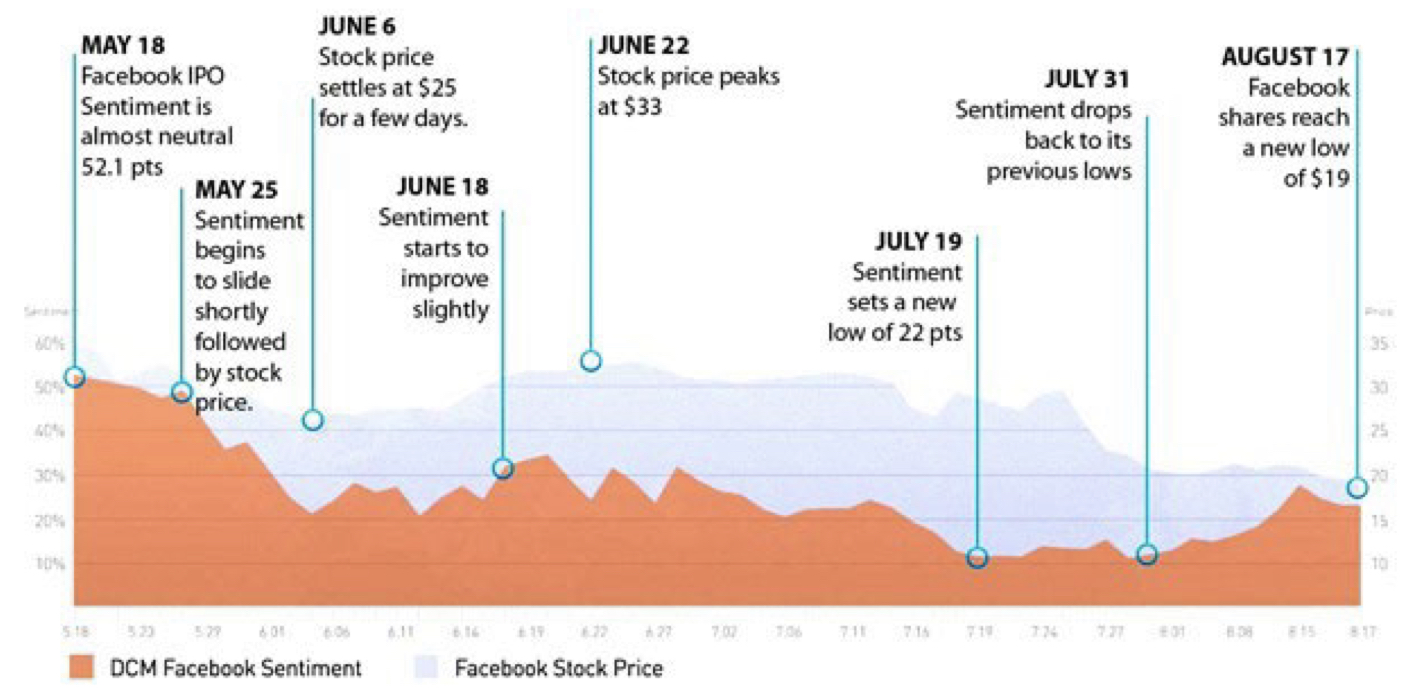 MAY 18
Facebook IPO
Sentiment is
almost neutral
52.1 pts
MAY 25
Sentiment
begins
to slide
shortly
followed
by stock
price.
JUNE 6
Stock price
settles at $25
for a few days.
JUNE 18
Sentiment
starts to
improve
slightly
JUNE 22
Stock price peaks
at $33
JULY 19
Sentiment
sets a new
low of 22 pts
JULY 31
Sentiment drops
back to its
previous lows
AUGUST 17
Facebook
shares reach
a new low
of $19
60%
50%
40%
30%
20%
10%
Price
35
30
25
20
15
10
5.18 5.23 5.29 6.01 6.06 6.11 6.14 6.19 6.22 6.27 7.02 7.06 7.11 7.16 7.19 7.24 7.27 8.01 8.08 8.15 8.17
DCM Facebook Sentiment
Facebook Stock Price